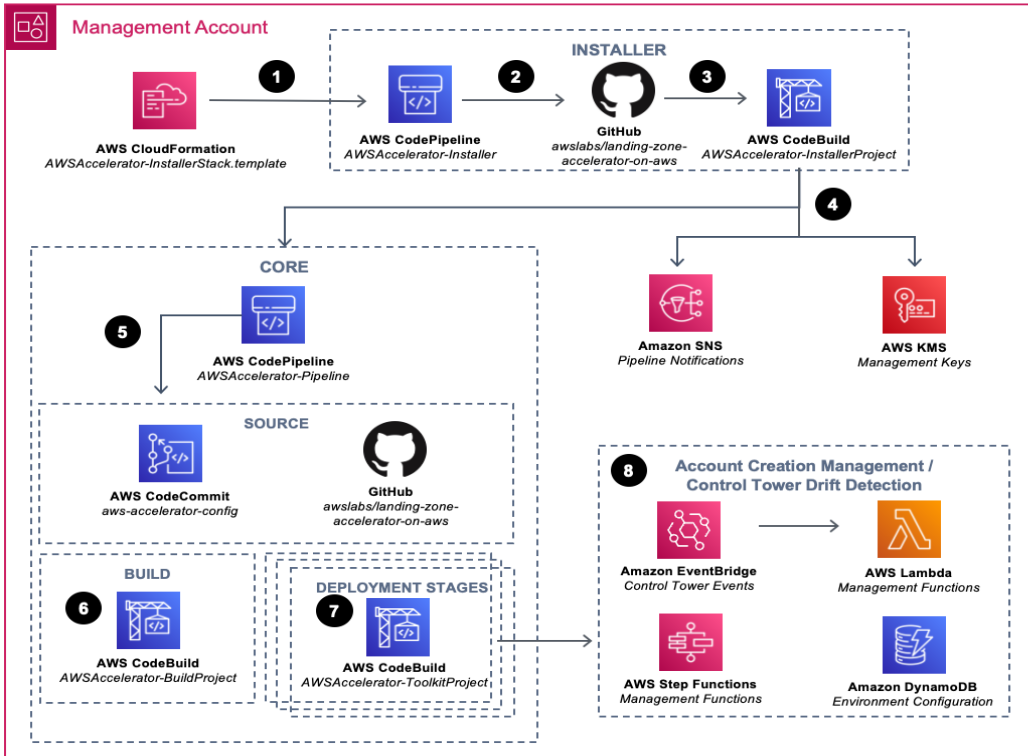 Management Account
INSTALLER
1
2
3
AWS CloudFormation
AWSAccelerator-InstallerStack.template
AWS CodePipeline
AWSAccelerator-Installer
GitHub
awslabs/landing-zone-
accelerator-on-aws
AWS CodeBuild
AWSAccelerator-InstallerProject
4
CORE
5
AWS CodePipeline
AWSAccelerator-Pipeline
Amazon SNS
Pipeline Notifications
AWS KMS
Management Keys
SOURCE
AWS CodeCommit
aws-accelerator-config
GitHub
awslabs/landing-zone-
accelerator-on-aws
BUILD
6
AWS CodeBuild
AWSAccelerator-BuildProject
DEPLOYMENT STAGES
7
AWS CodeBuild
AWSAccelerator-ToolkitProject
8
Account Creation Management /
Control Tower Drift Detection
Amazon EventBridge
Control Tower Events
AWS Lambda
Management Functions
AWS Step Functions
Management Functions
Amazon DynamoDB
Environment Configuration